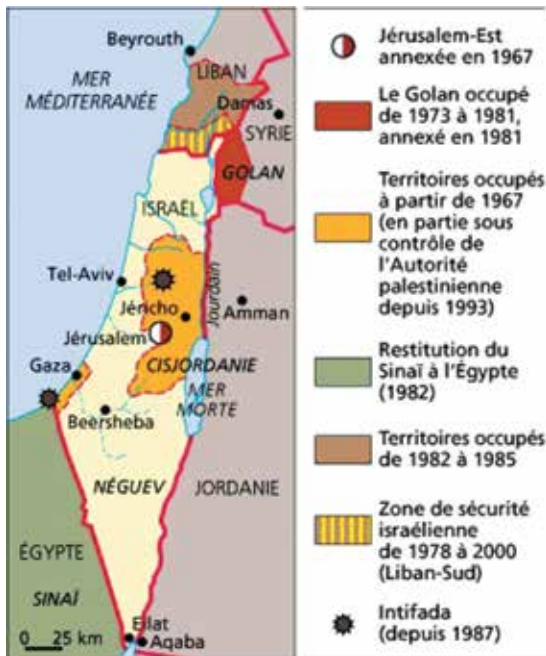 Beyrouth
MER
MÉDITERRANÉE
LIBAN
Damas
SYRIE
GOLAN
ISRAËL
Tel-Aviv
Jourdain
Jéricho
Amman
Jérusalem
Gaza
CISJORDANIE
MER
MORTE
Beersheba
NÉGUEV
JORDANIE
ÉGYPTE
SINAÏ
Eilat
Aqaba
0 25 km
Jérusalem-Est
annexée en 1967
Le Golan occupé
de 1973 à 1981,
annexé en 1981
Territoires occupés
à partir de 1967
(en partie sous
contrôle de
l'Autorité
palestinienne
depuis 1993)
Restitution du
Sinaï à l'Égypte
(1982)
Territoires occupés
de 1982 à 1985
Zone de sécurité
israélienne
de 1978 à 2000
(Liban-Sud)
Intifada
(depuis 1987)